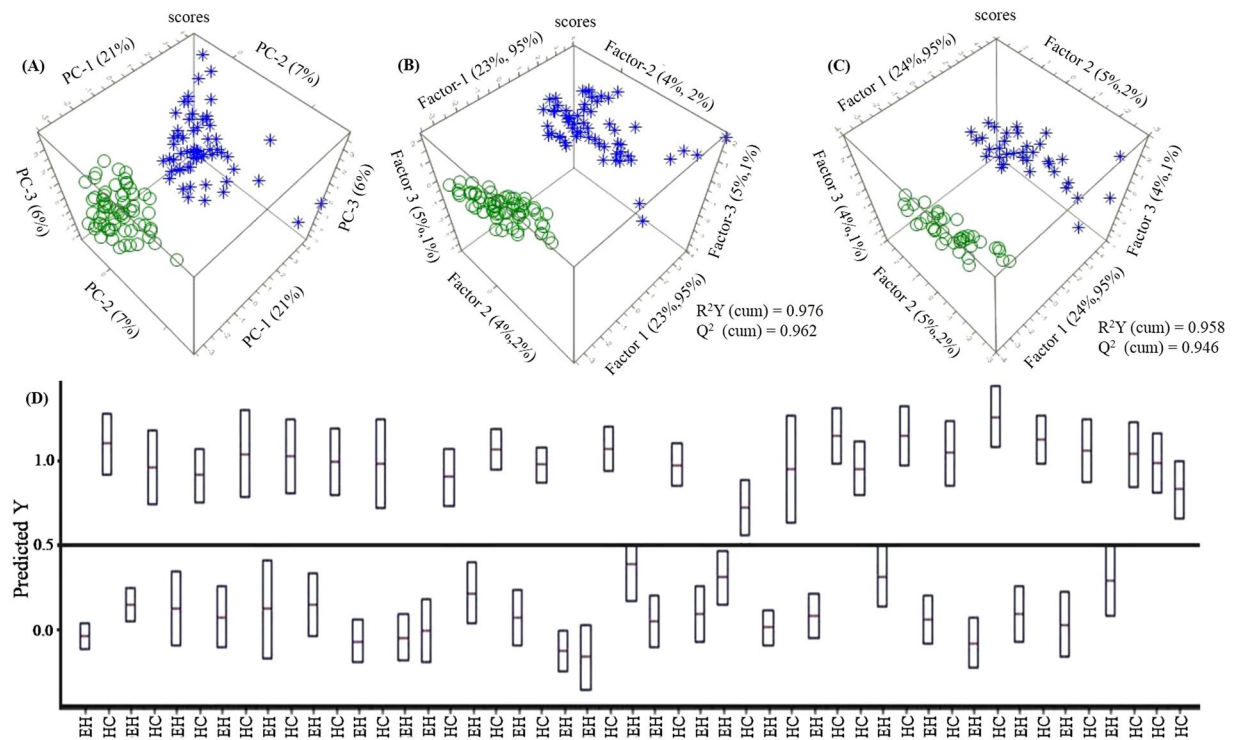 scores
scores
scores
(A)
PC-1 (21%)
PC-2 (7%)
PC-3 (6%)
PC-3 (6%)
PC-2 (7%)
PC-1 (21%)
(B)
Factor-1 (23%, 95%)
Factor-2 (4%, 2%)
Factor 3 (5%,1%)
Factor-3 (5%,1%)
Factor 2 (4%,2%)
Factor 1 (23%,95%)
R²Y (cum) = 0.976
Q² (cum) = 0.962
(C)
Factor 1 (24%,95%)
Factor 2 (5%,2%)
Factor 3 (4%,1%)
Factor 3 (4%,1%)
Factor 2 (5%,2%)
Factor 1 (24%,95%)
R²Y (cum) = 0.958
Q² (cum) = 0.946
(D)
Predicted Y
1.0
0.5
0.0
EH HC EH HC EH HC EH HC EH HC EH HC EH HC EH EH HC EH HC EH HC EH EH HC EH EH HC EH EH HC EH HC EH HC HC EH HC EH HC EH HC EH HC EH HC EH HC HC HC